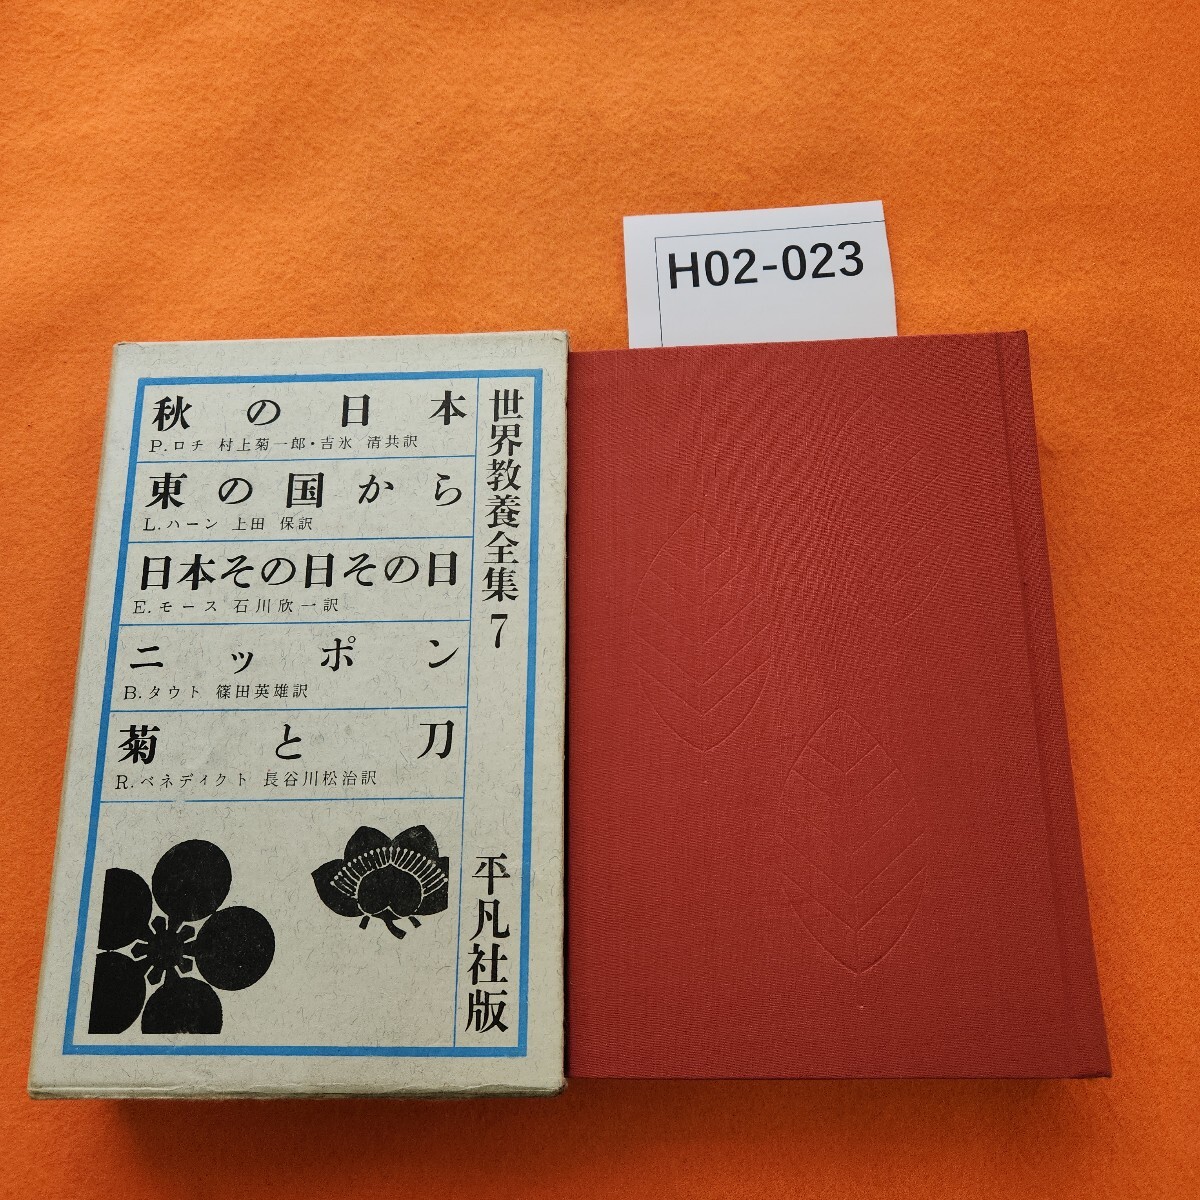 H02-023
世界教養全集 7
秋の日本
P.ロチ 村上菊一郎・吉氷 清共訳
東の国から
L.ハーン 上田 保訳
日本その日その日
E.モース 石川欣一訳
ニッポン
B.タウト 篠田英雄訳
菊と刀
R.ベネディクト 長谷川松治訳
平凡社版